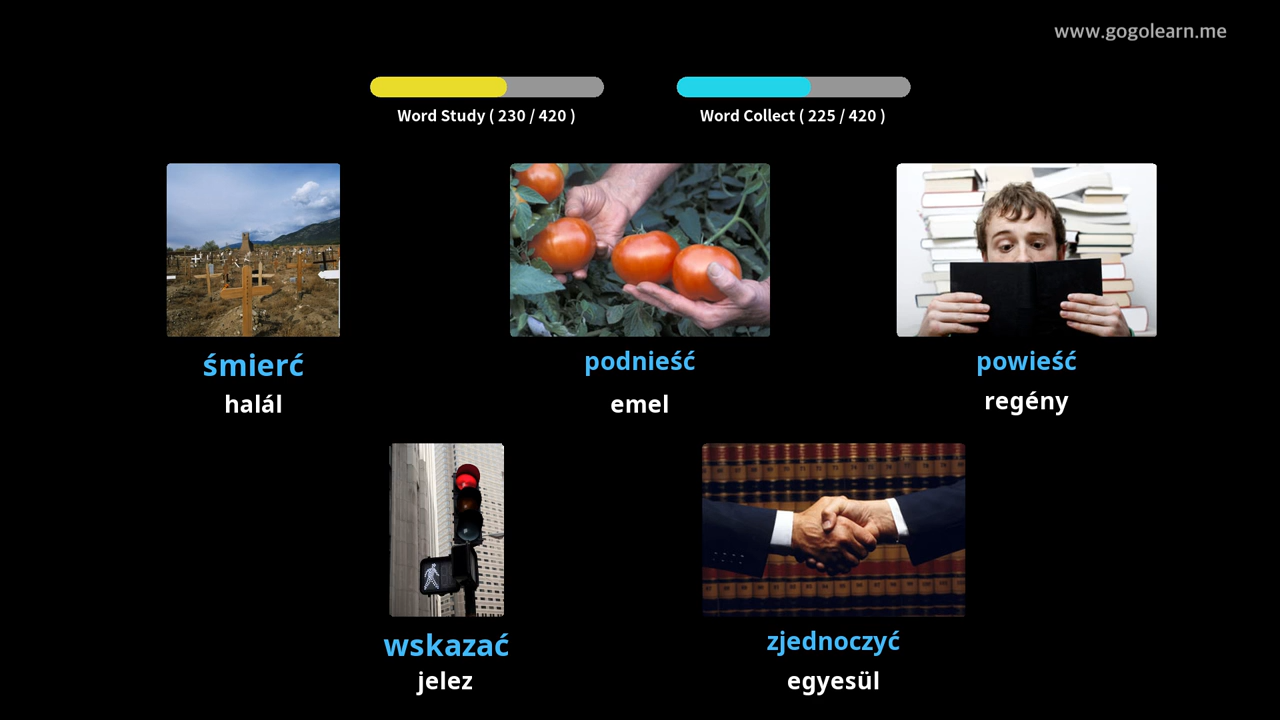 www.gogolearn.me
Word Study ( 230 / 420 )
Word Collect ( 225 / 420 )
śmierć
halál
podnieść
emel
powieść
regény
wskazać
jelez
zjednoczyć
egyesül